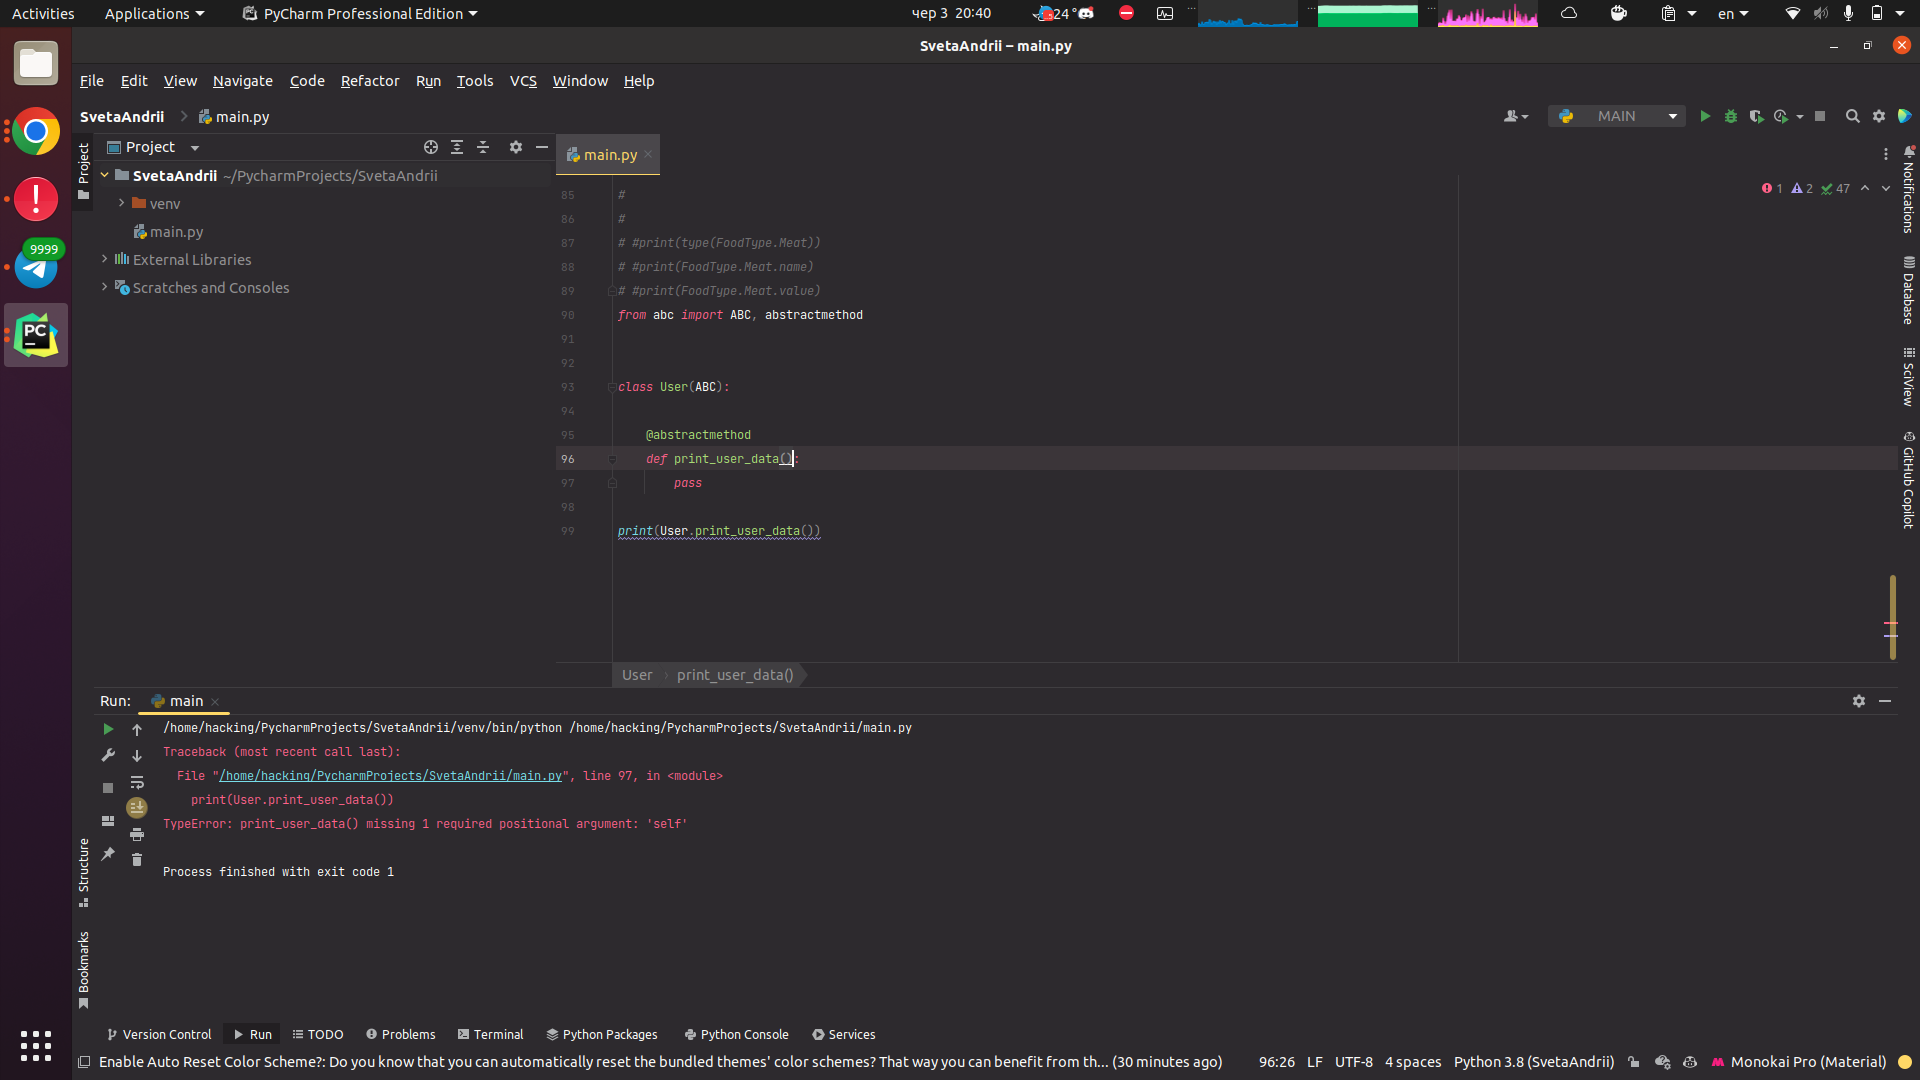 Activities
Applications
PyCharm Professional Edition
чер 3 20:40
24°
en
SvetaAndrii – main.py
File Edit View Navigate Code Refactor Run Tools VCS Window Help
SvetaAndrii main.py
MAIN
9999
PC
Project
Project
SvetaAndrii ~/PycharmProjects/SvetaAndrii
venv
main.py
External Libraries
Scratches and Consoles
main.py
1 2 47
85 #
86 #
87 # #print(type(FoodType.Meat))
88 # #print(FoodType.Meat.name)
89 # #print(FoodType.Meat.value)
90 from abc import ABC, abstractmethod
91
92
93 class User(ABC):
94
95 @abstractmethod
96 def print_user_data():
97 pass
98
99 print(User.print_user_data())
User print_user_data()
Notifications
Database
SciView
GitHub Copilot
Run: main
/home/hacking/PycharmProjects/SvetaAndrii/venv/bin/python /home/hacking/PycharmProjects/SvetaAndrii/main.py
Traceback (most recent call last):
File "/home/hacking/PycharmProjects/SvetaAndrii/main.py", line 97, in <module>
print(User.print_user_data())
TypeError: print_user_data() missing 1 required positional argument: 'self'
Process finished with exit code 1
Structure
Bookmarks
Version Control Run TODO Problems Terminal Python Packages Python Console Services
Enable Auto Reset Color Scheme?: Do you know that you can automatically reset the bundled themes' color schemes? That way you can benefit from th... (30 minutes ago)
96:26 LF UTF-8 4 spaces Python 3.8 (SvetaAndrii) Monokai Pro (Material)